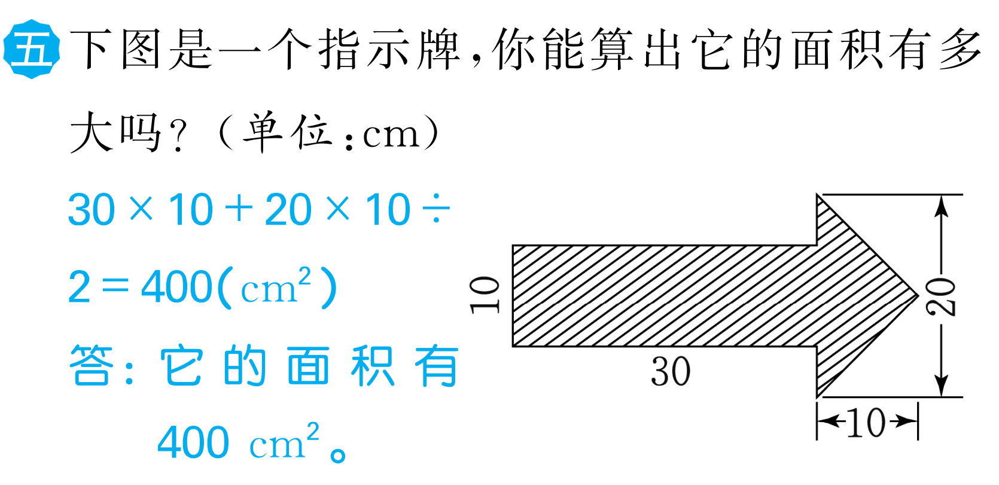 五 下图是一个指示牌,你能算出它的面积有多
大吗?(单位:cm)
30 × 10 + 20 × 10 ÷
2 = 400(cm²)
答:它的面积有
400 cm²。
10
30
20
10